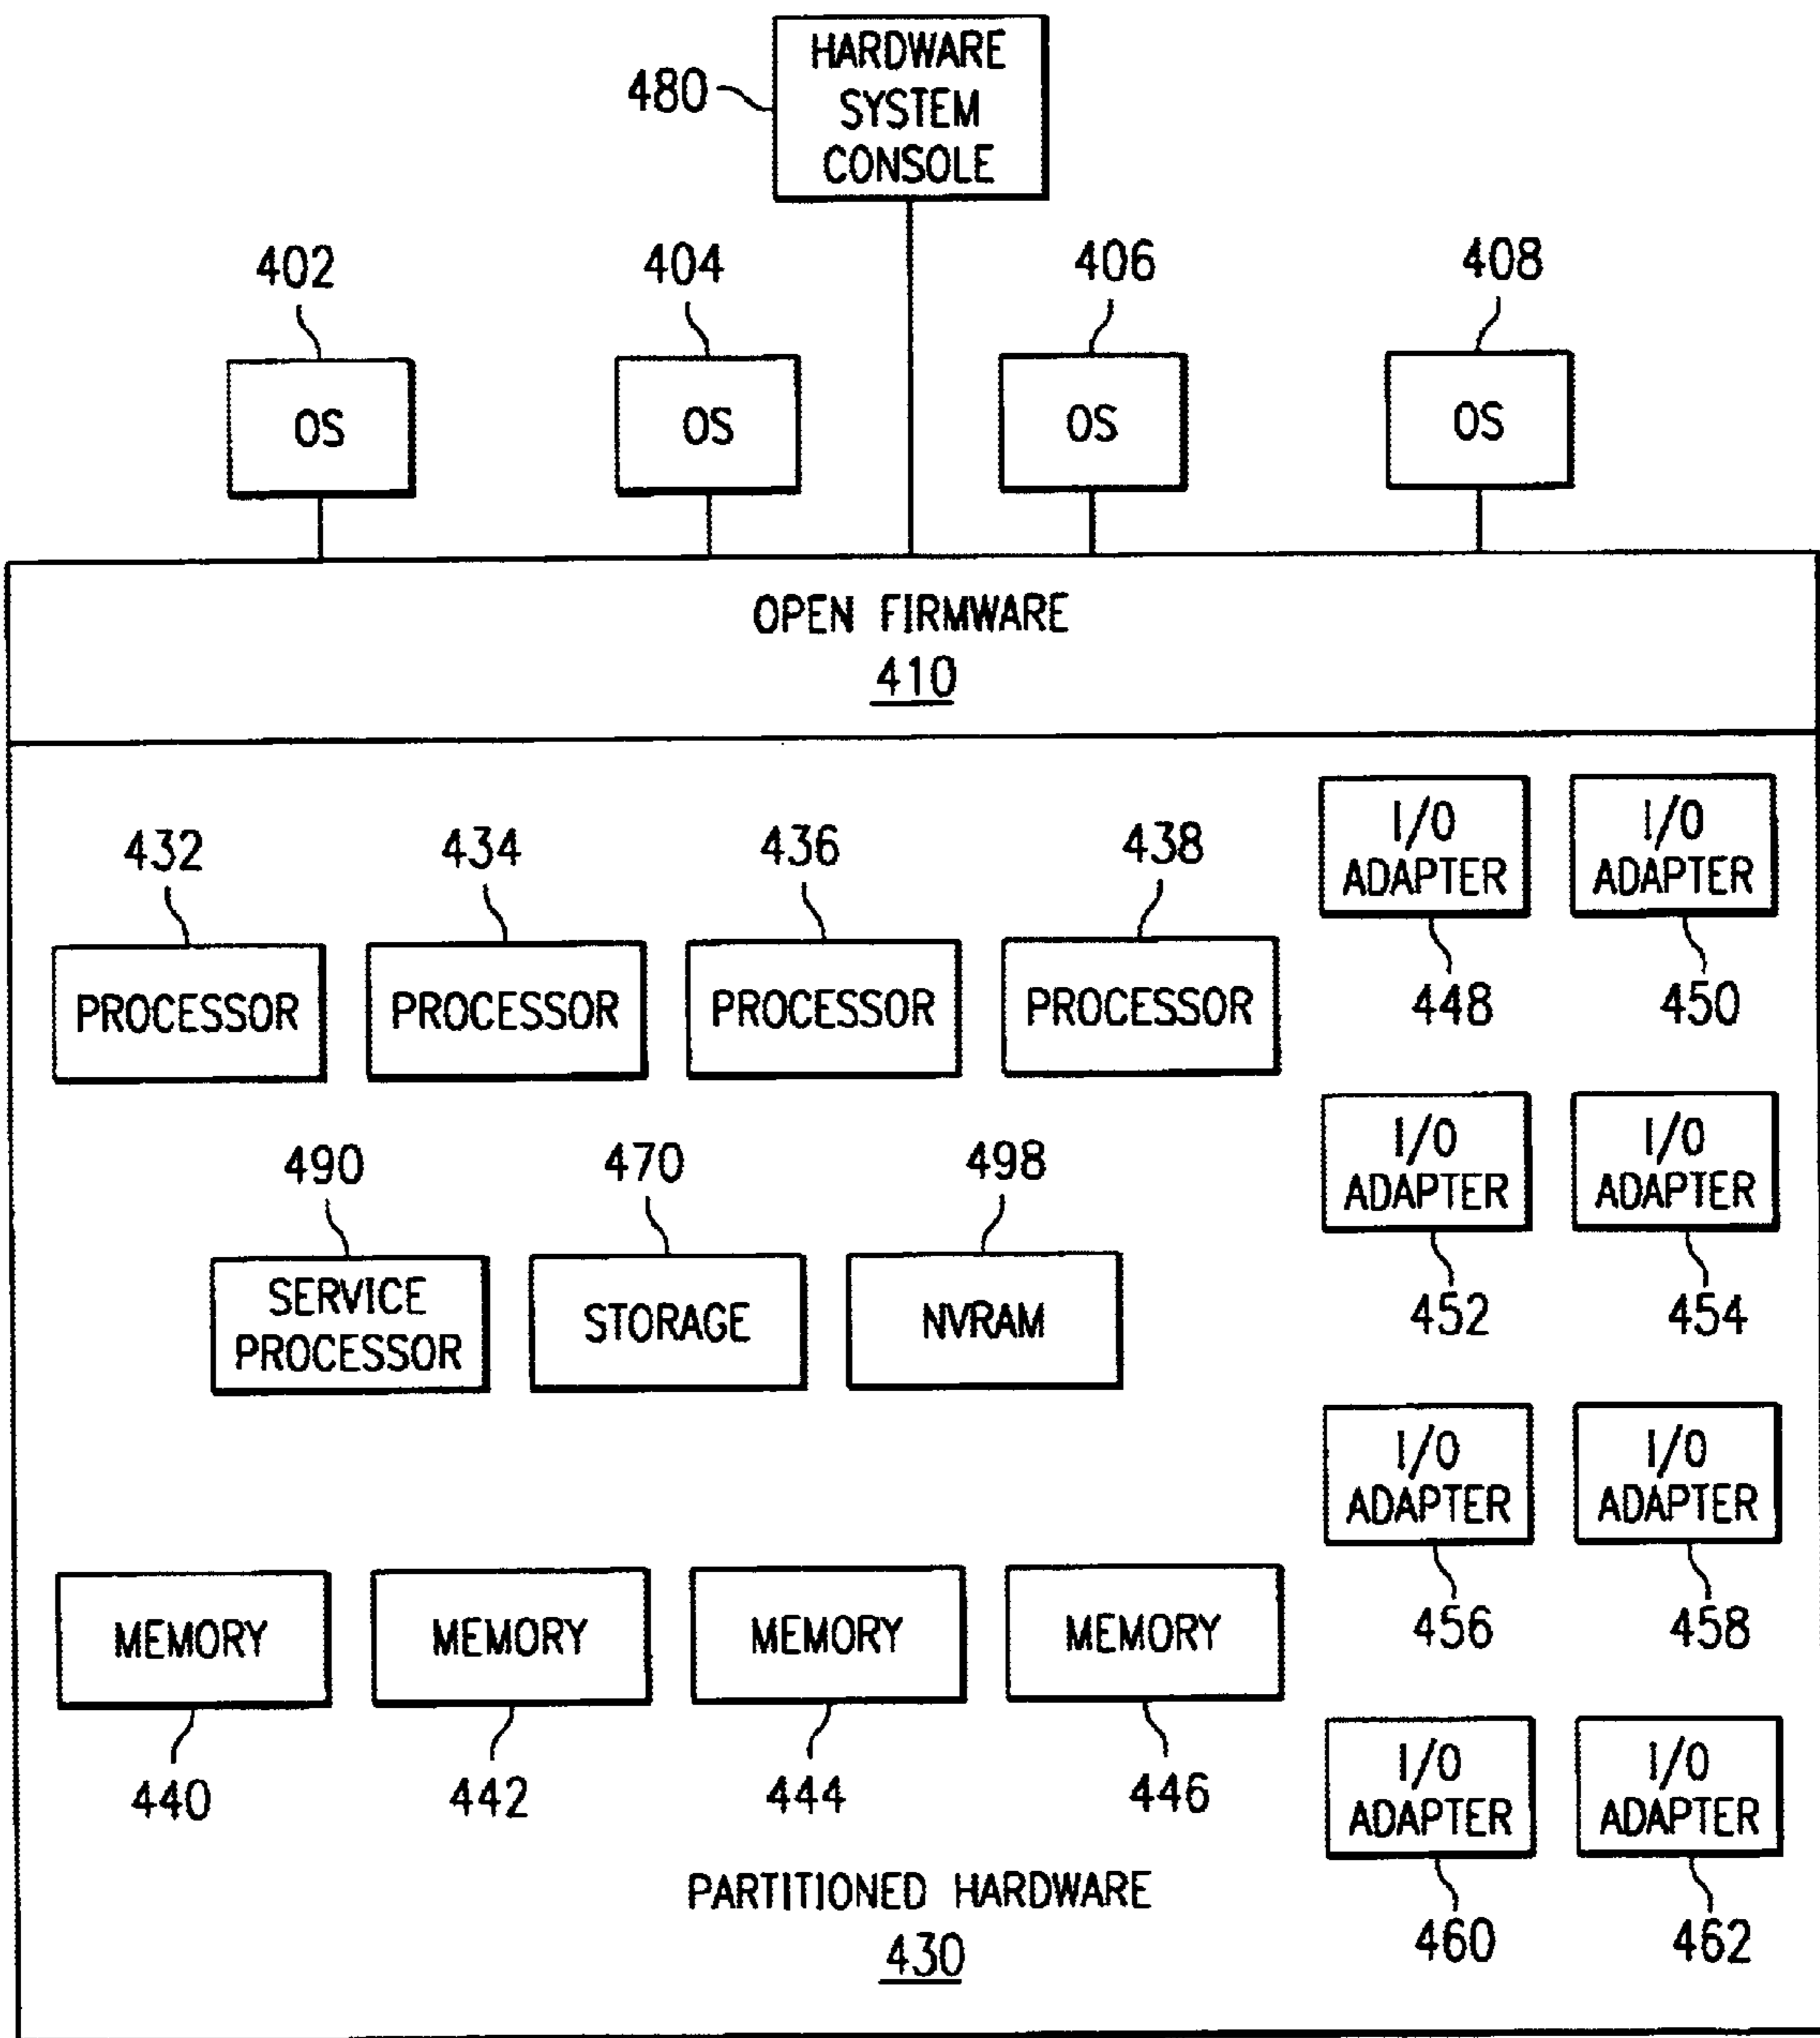 HARDWARE
SYSTEM
CONSOLE
480
402
404
406
408
OS
OS
OS
OS
OPEN FIRMWARE
410
432
434
436
438
PROCESSOR
PROCESSOR
PROCESSOR
PROCESSOR
I/O
ADAPTER
448
I/O
ADAPTER
450
490
470
498
SERVICE
PROCESSOR
STORAGE
NVRAM
I/O
ADAPTER
452
I/O
ADAPTER
454
I/O
ADAPTER
456
I/O
ADAPTER
458
MEMORY
MEMORY
MEMORY
MEMORY
440
442
444
446
I/O
ADAPTER
460
I/O
ADAPTER
462
PARTITIONED HARDWARE
430